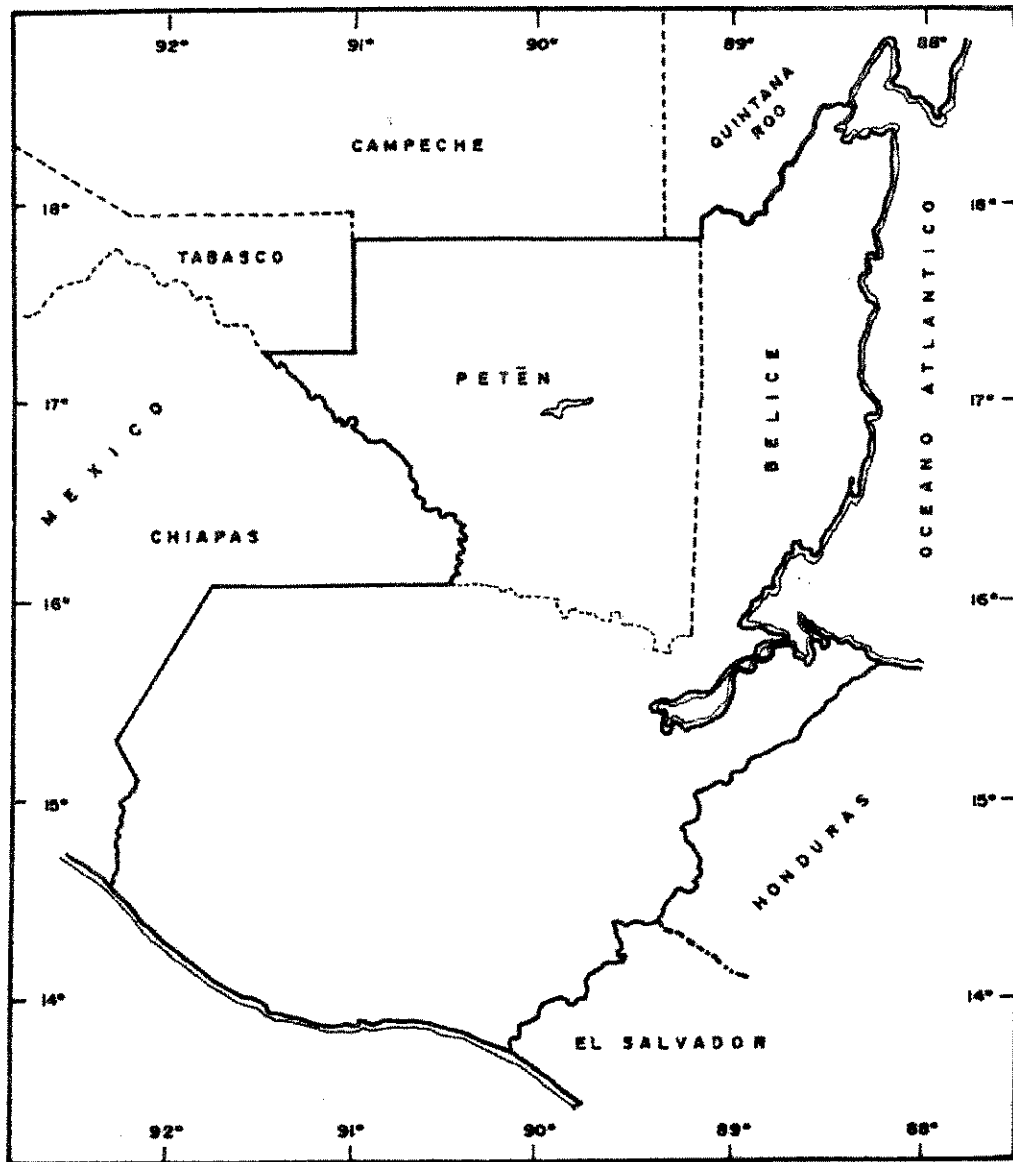 92° 91° 90° 89° 88°
QUINTANA
ROO
CAMPECHE
18° 18°
TABASCO
OCEANO ATLANTICO
PETĒN
BELICE
17° 17°
MEXICO
CHIAPAS
16° 16°
15° 15°
HONDURAS
14° 14°
EL SALVADOR
92° 91° 90° 89° 88°